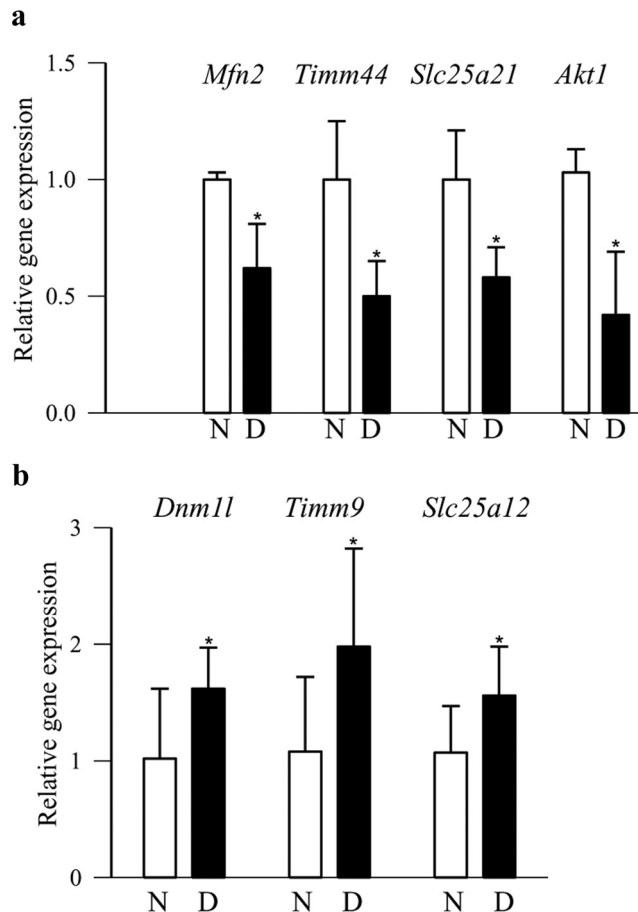 a
Mfn2 Timm44 Slc25a21 Akt1
Relative gene expression
1.5
1.0
0.5
0.0
* * * *
N D N D N D N D
b
Dnm1l Timm9 Slc25a12
Relative gene expression
3
2
1
0
* * *
N D N D N D